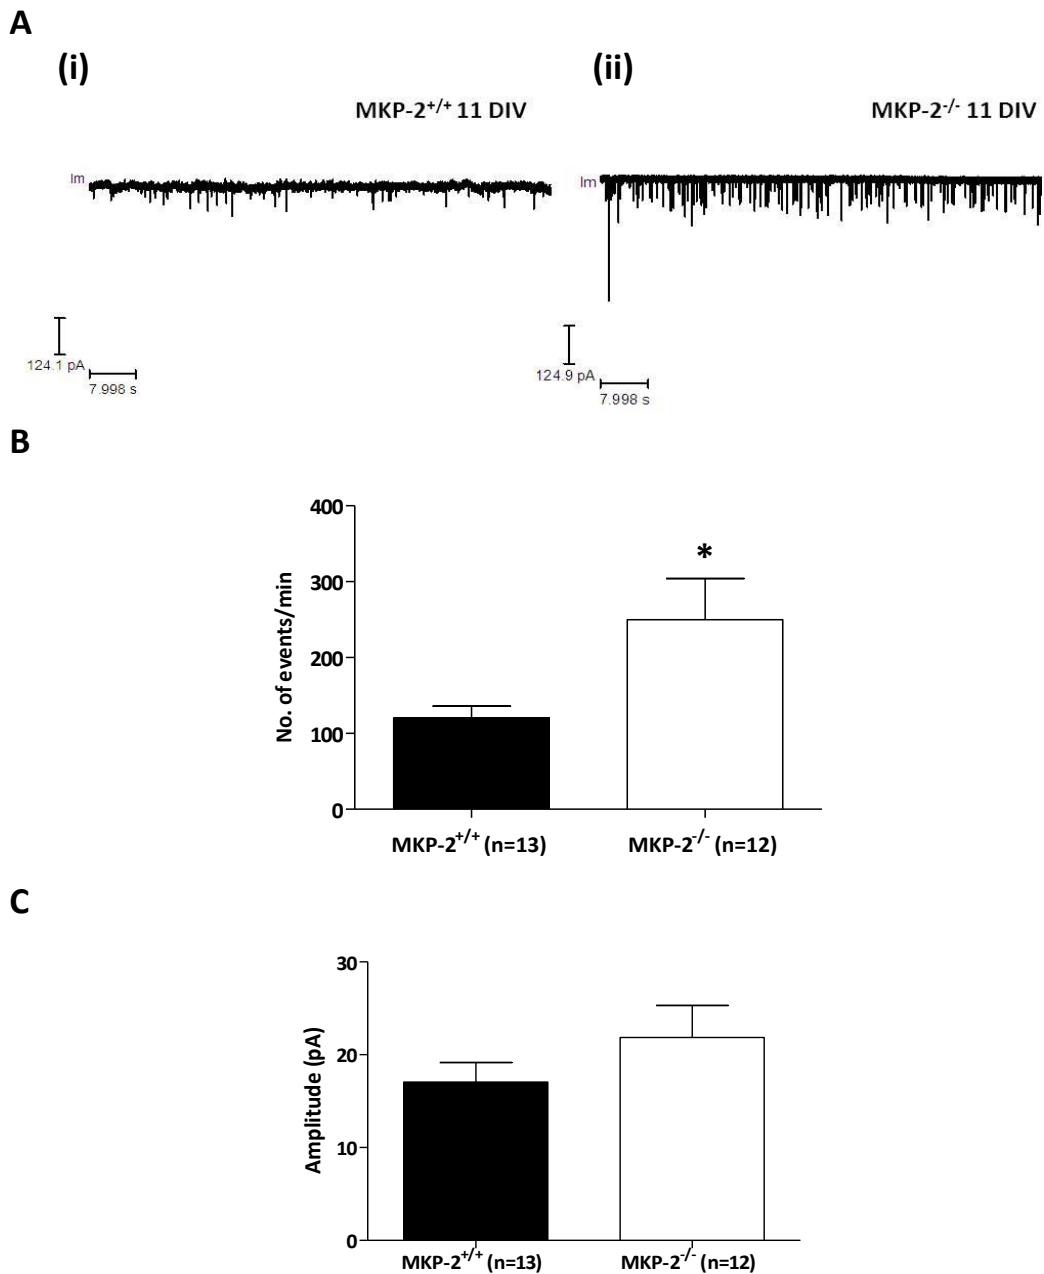 A
(i)
(ii)
MKP-2+/+ 11 DIV
MKP-2-/- 11 DIV
Im
Im
124.1 pA
7.998 s
124.9 pA
7.998 s
B
400
300
200
100
0
No. of events/min
*
MKP-2+/+ (n=13)
MKP-2-/- (n=12)
C
30
20
10
0
Amplitude (pA)
MKP-2+/+ (n=13)
MKP-2-/- (n=12)